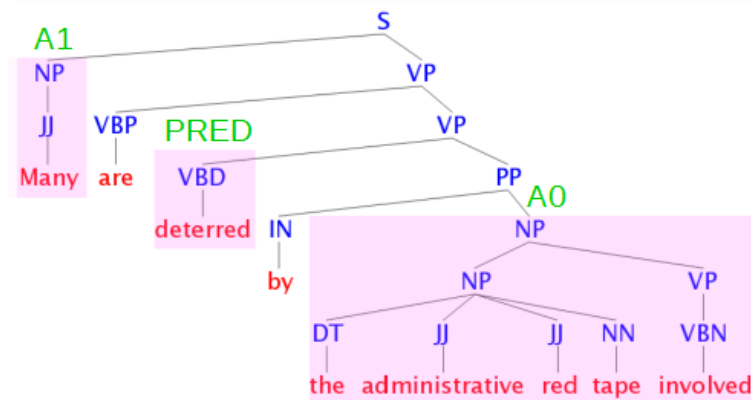 S
A1
NP VP
JJ VBP PRED VP
Many are VBD PP
A0
deterred IN NP
by NP VP
DT JJ JJ NN VBN
the administrative red tape involved